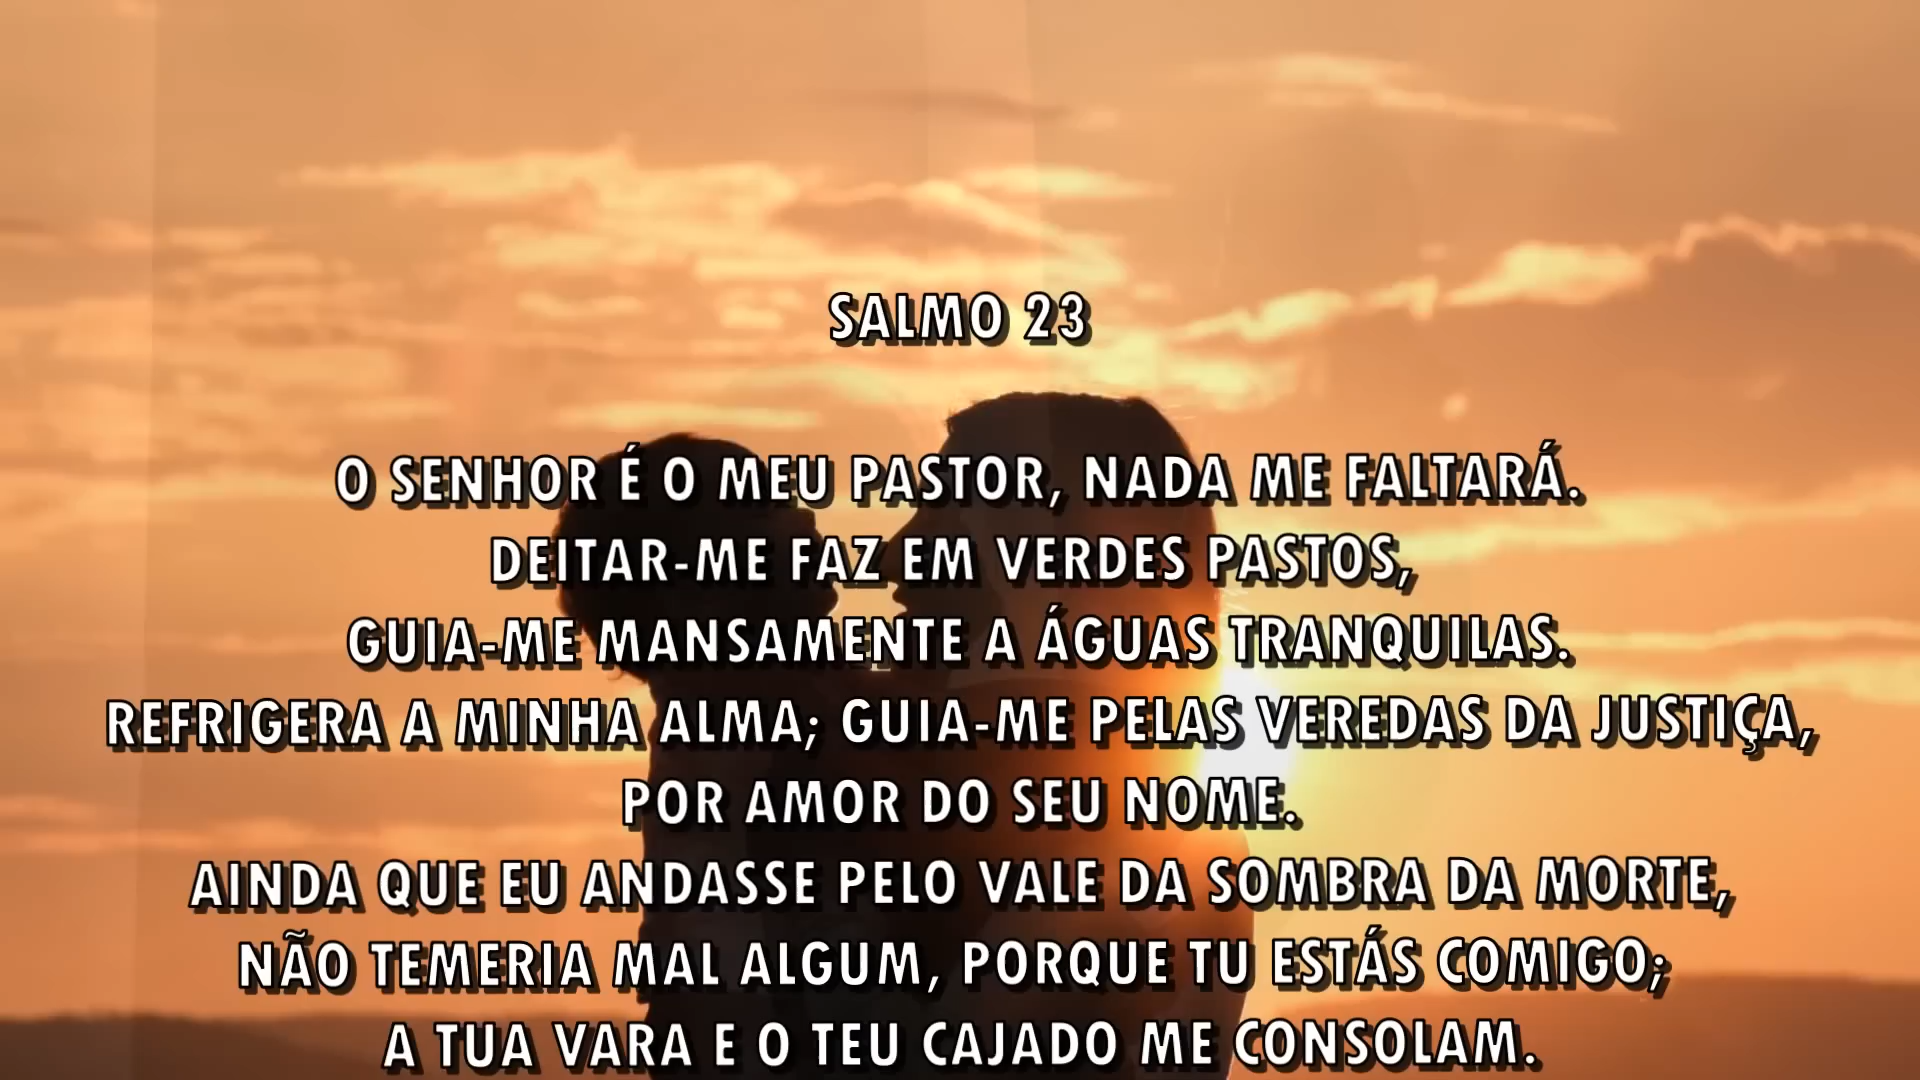 SALMO 23
O SENHOR É O MEU PASTOR, NADA ME FALTARÁ.
DEITAR-ME FAZ EM VERDES PASTOS,
GUIA-ME MANSAMENTE A ÁGUAS TRANQUILAS.
REFRIGERA A MINHA ALMA; GUIA-ME PELAS VEREDAS DA JUSTIÇA,
POR AMOR DO SEU NOME.
AINDA QUE EU ANDASSE PELO VALE DA SOMBRA DA MORTE,
NÃO TEMERIA MAL ALGUM, PORQUE TU ESTÁS COMIGO;
A TUA VARA E O TEU CAJADO ME CONSOLAM.